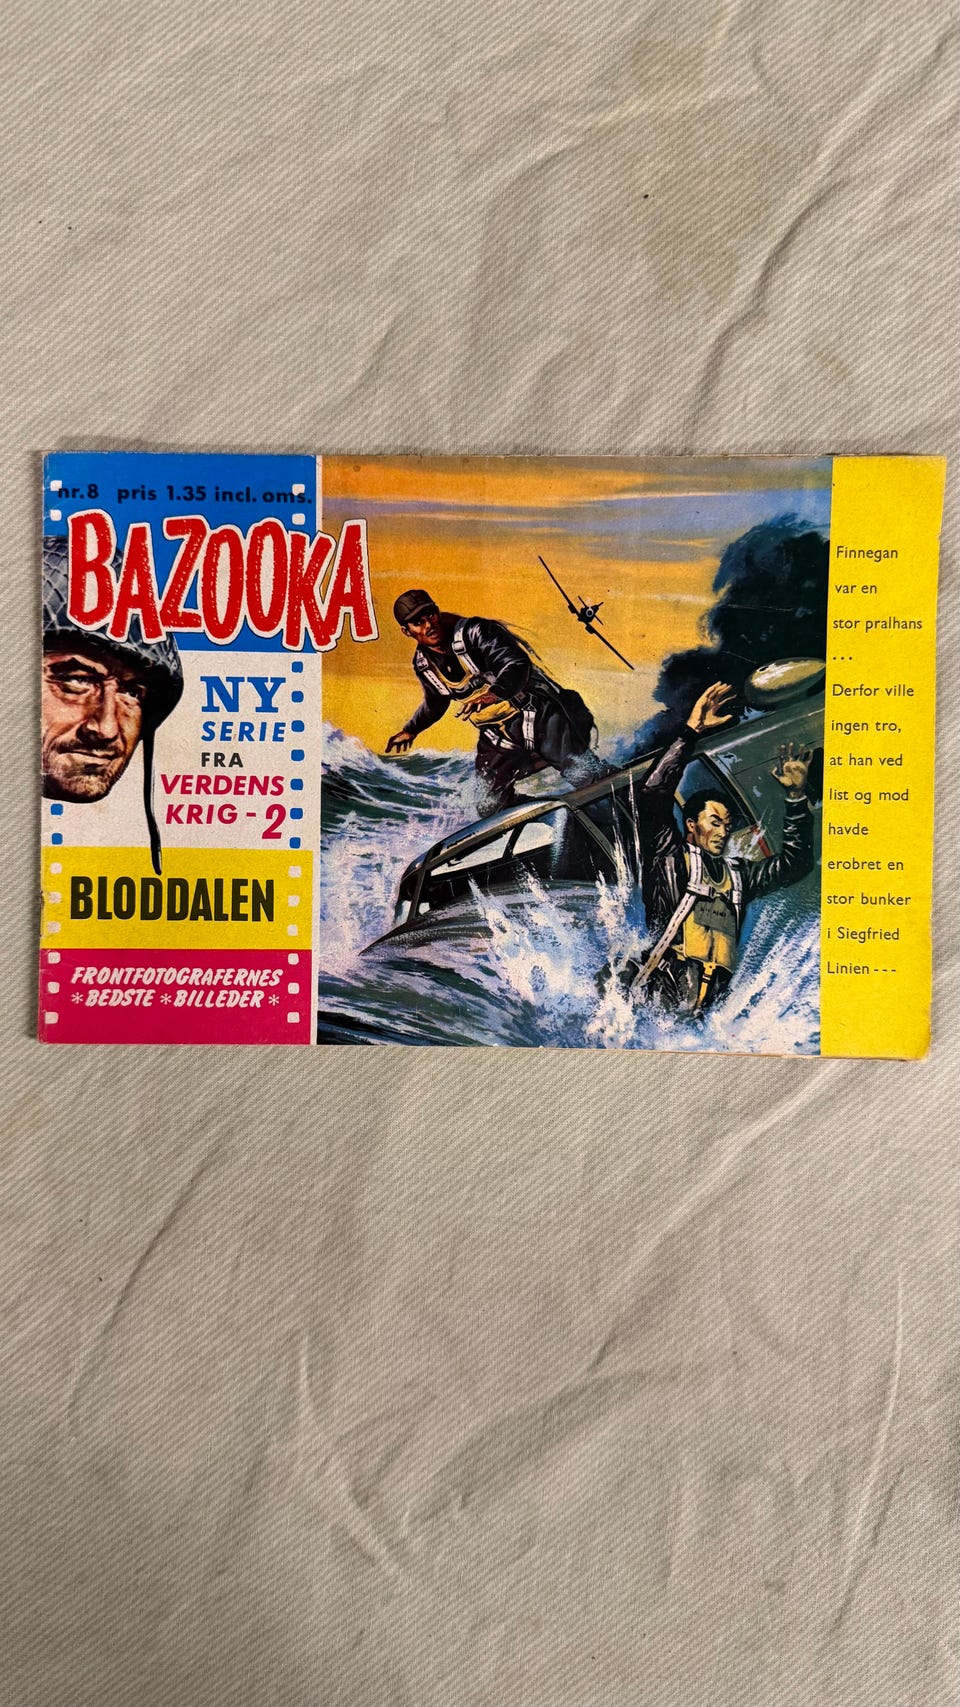 nr.8 pris 1.35 incl. oms.
BAZOOKA
NY
SERIE
FRA
VERDENS
KRIG - 2
BLODDALEN
FRONTFOTOGRAFERNES
* BEDSTE * BILLEDER *
Finnegan
var en
stor pralhans
...
Derfor ville
ingen tro,
at han ved
list og mod
havde
erobret en
stor bunker
i Siegfried
Linien ---